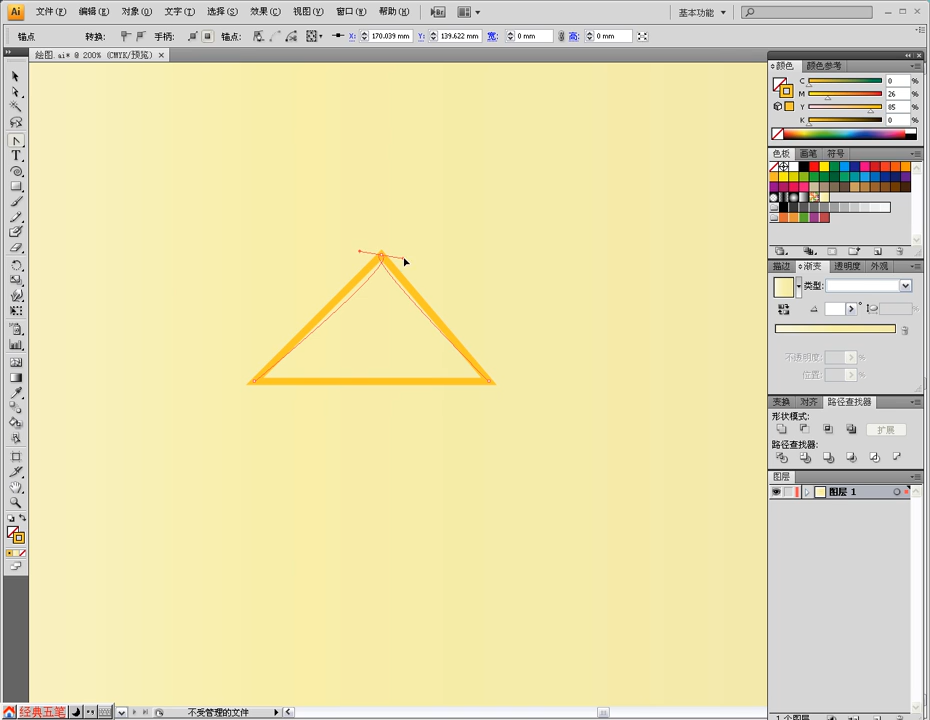 Ai 文件(F) 编辑(E) 对象(O) 文字(T) 选择(S) 效果(C) 视图(V) 窗口(W) 帮助(H) Br 基本功能
锚点 转换: 手柄: 锚点: X: 170.039 mm Y: 139.622 mm 宽: 0 mm 高: 0 mm
绘图.ai* @ 200% (CMYK/预览) ×
颜色 颜色参考
C 0 %
M 26 %
Y 85 %
K 0 %
色板 画笔 符号
描边 渐变 透明度 外观
类型:
° %
不透明度: %
位置: %
变换 对齐 路径查找器
形状模式:
扩展
路径查找器:
图层
图层 1
经典五笔 不受管理的文件
1 个图层